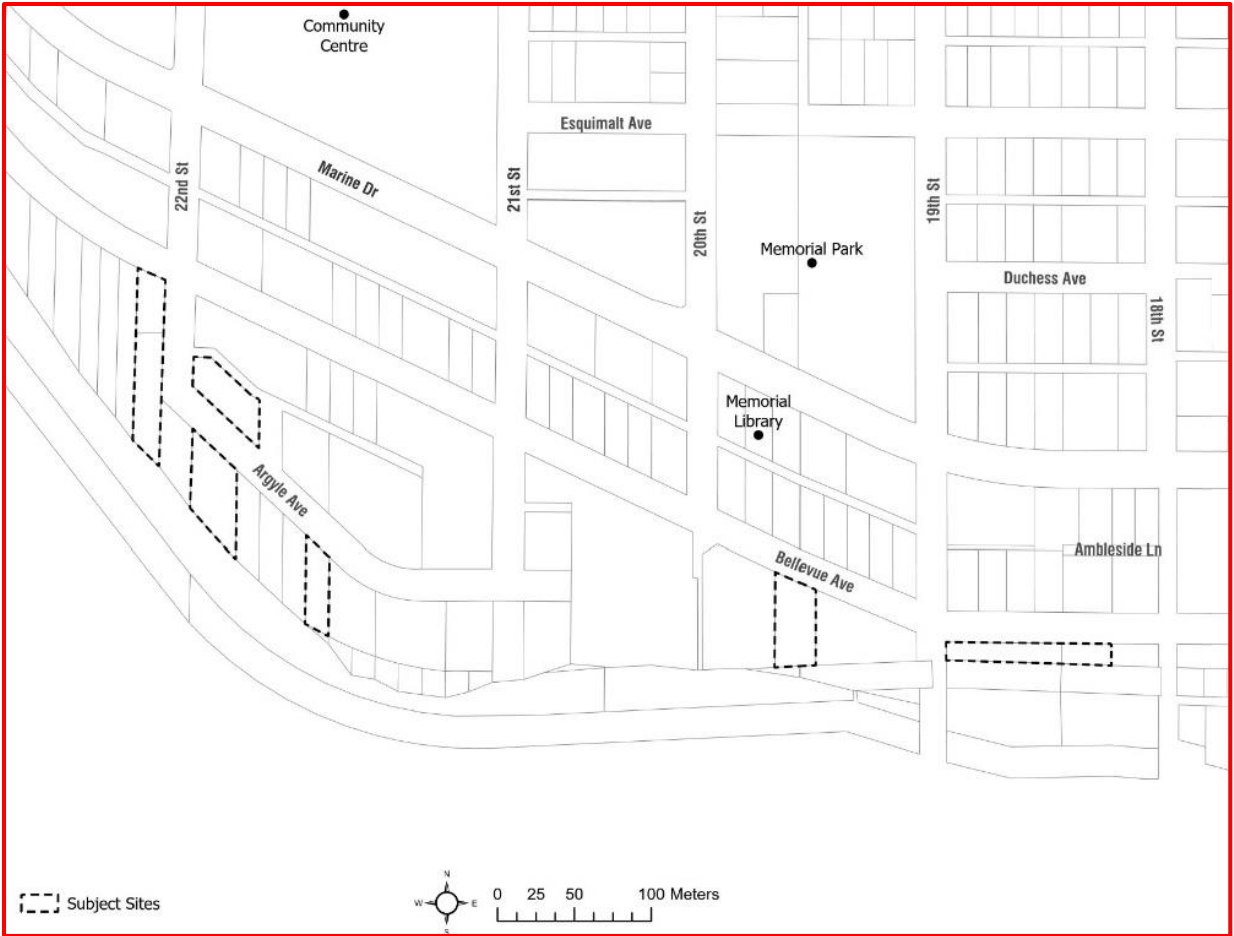 Community
Centre
Esquimalt Ave
Marine Dr
22nd St
21st St
20th St
19th St
Memorial Park
Duchess Ave
18th St
Memorial
Library
Argyle Ave
Bellevue Ave
Ambleside Ln
Subject Sites
N
W
E
S
0 25 50 100 Meters